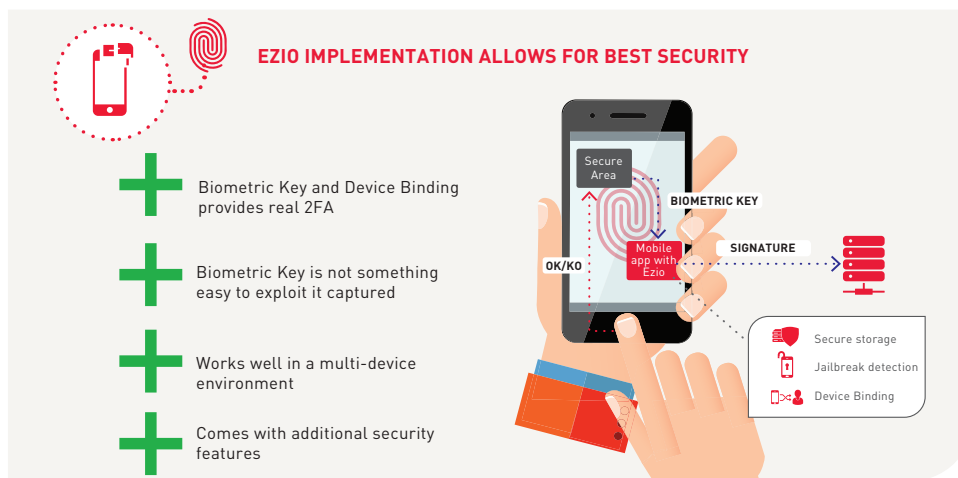 EZIO IMPLEMENTATION ALLOWS FOR BEST SECURITY
Biometric Key and Device Binding
provides real 2FA
Biometric Key is not something
easy to exploit it captured
Works well in a multi-device
environment
Comes with additional security
features
Secure
Area
BIOMETRIC KEY
OK/KO
Mobile
app with
Ezio
SIGNATURE
Secure storage
Jailbreak detection
Device Binding